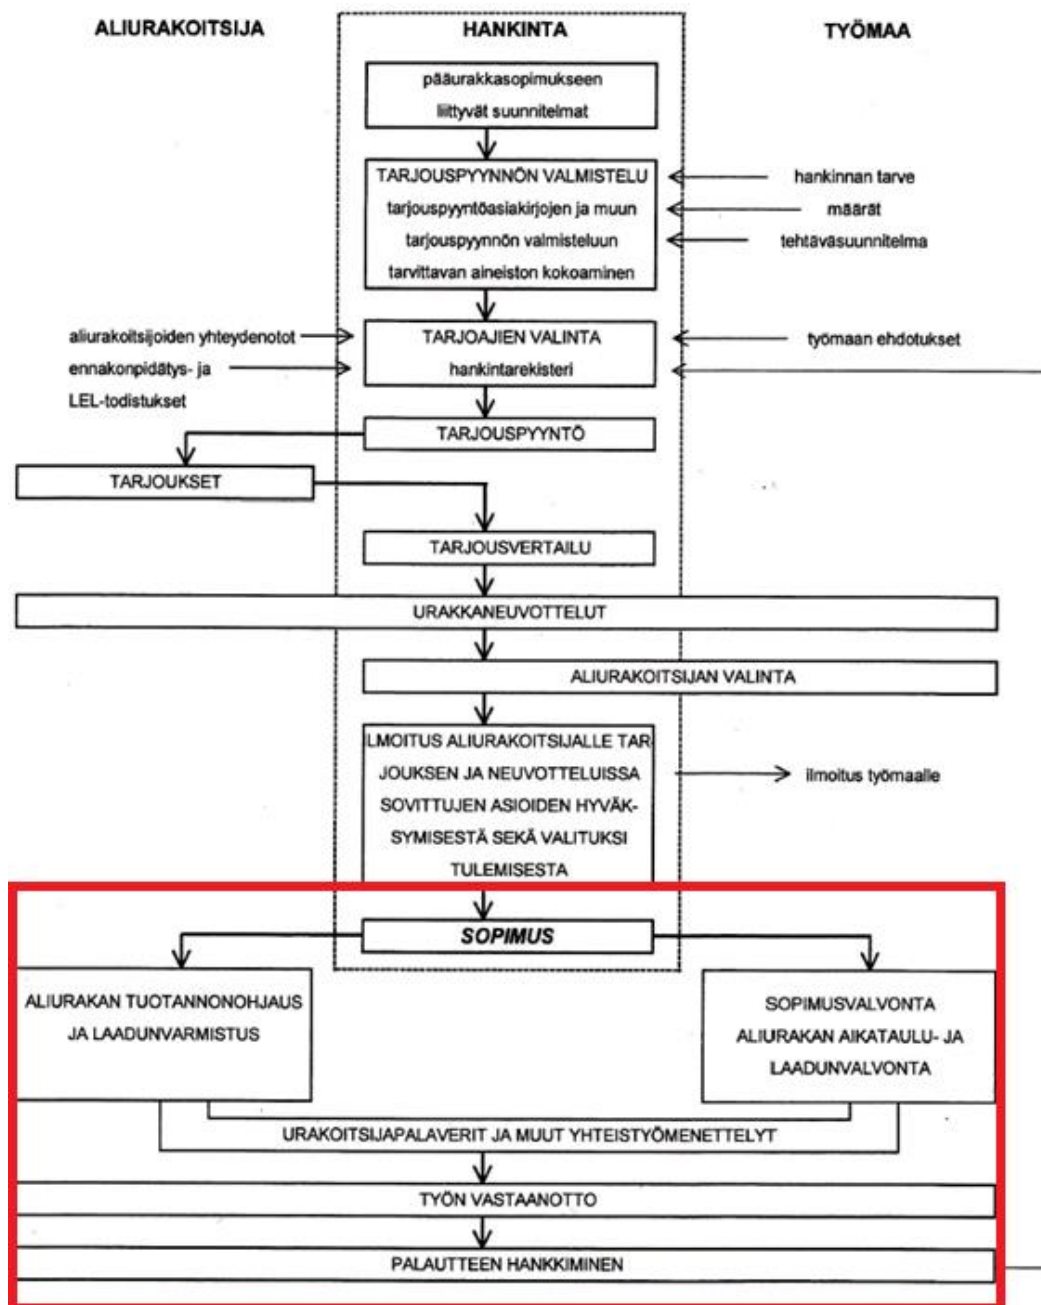 ALIURAKOITSIJA
HANKINTA
TYÖMAA
pääurakkasopimukseen
liittyvät suunnitelmat
TARJOUSPYYNNÖN VALMISTELU
tarjouspyyntöasiakirjojen ja muun
tarjouspyynnön valmisteluun
tarvittavan aineiston kokoaminen
hankinnan tarve
määrät
tehtäväsuunnitelma
aliurakoitsijoiden yhteydenotot
ennakonpidätys- ja
LEL-todistukset
TARJOAJIEN VALINTA
hankintarekisteri
työmaan ehdotukset
TARJOUSPYYNTÖ
TARJOUKSET
TARJOUSVERTAILU
URAKKANEUVOTTELUT
ALIURAKOITSIJAN VALINTA
ILMOITUS ALIURAKOITSIJALLE TAR
JOUKSEN JA NEUVOTTELUISSA
SOVITTUJEN ASIOIDEN HYVÄK-
SYMISESTÄ SEKÄ VALITUKSI
TULEMISESTA
ilmoitus työmaalle
SOPIMUS
ALIURAKAN TUOTANNONOHJAUS
JA LAADUNVARMISTUS
SOPIMUSVALVONTA
ALIURAKAN AIKATAULU- JA
LAADUNVALVONTA
URAKOITSIJAPALAVERIT JA MUUT YHTEISTYÖMENETTELYT
TYÖN VASTAANOTTO
PALAUTTEEN HANKKIMINEN